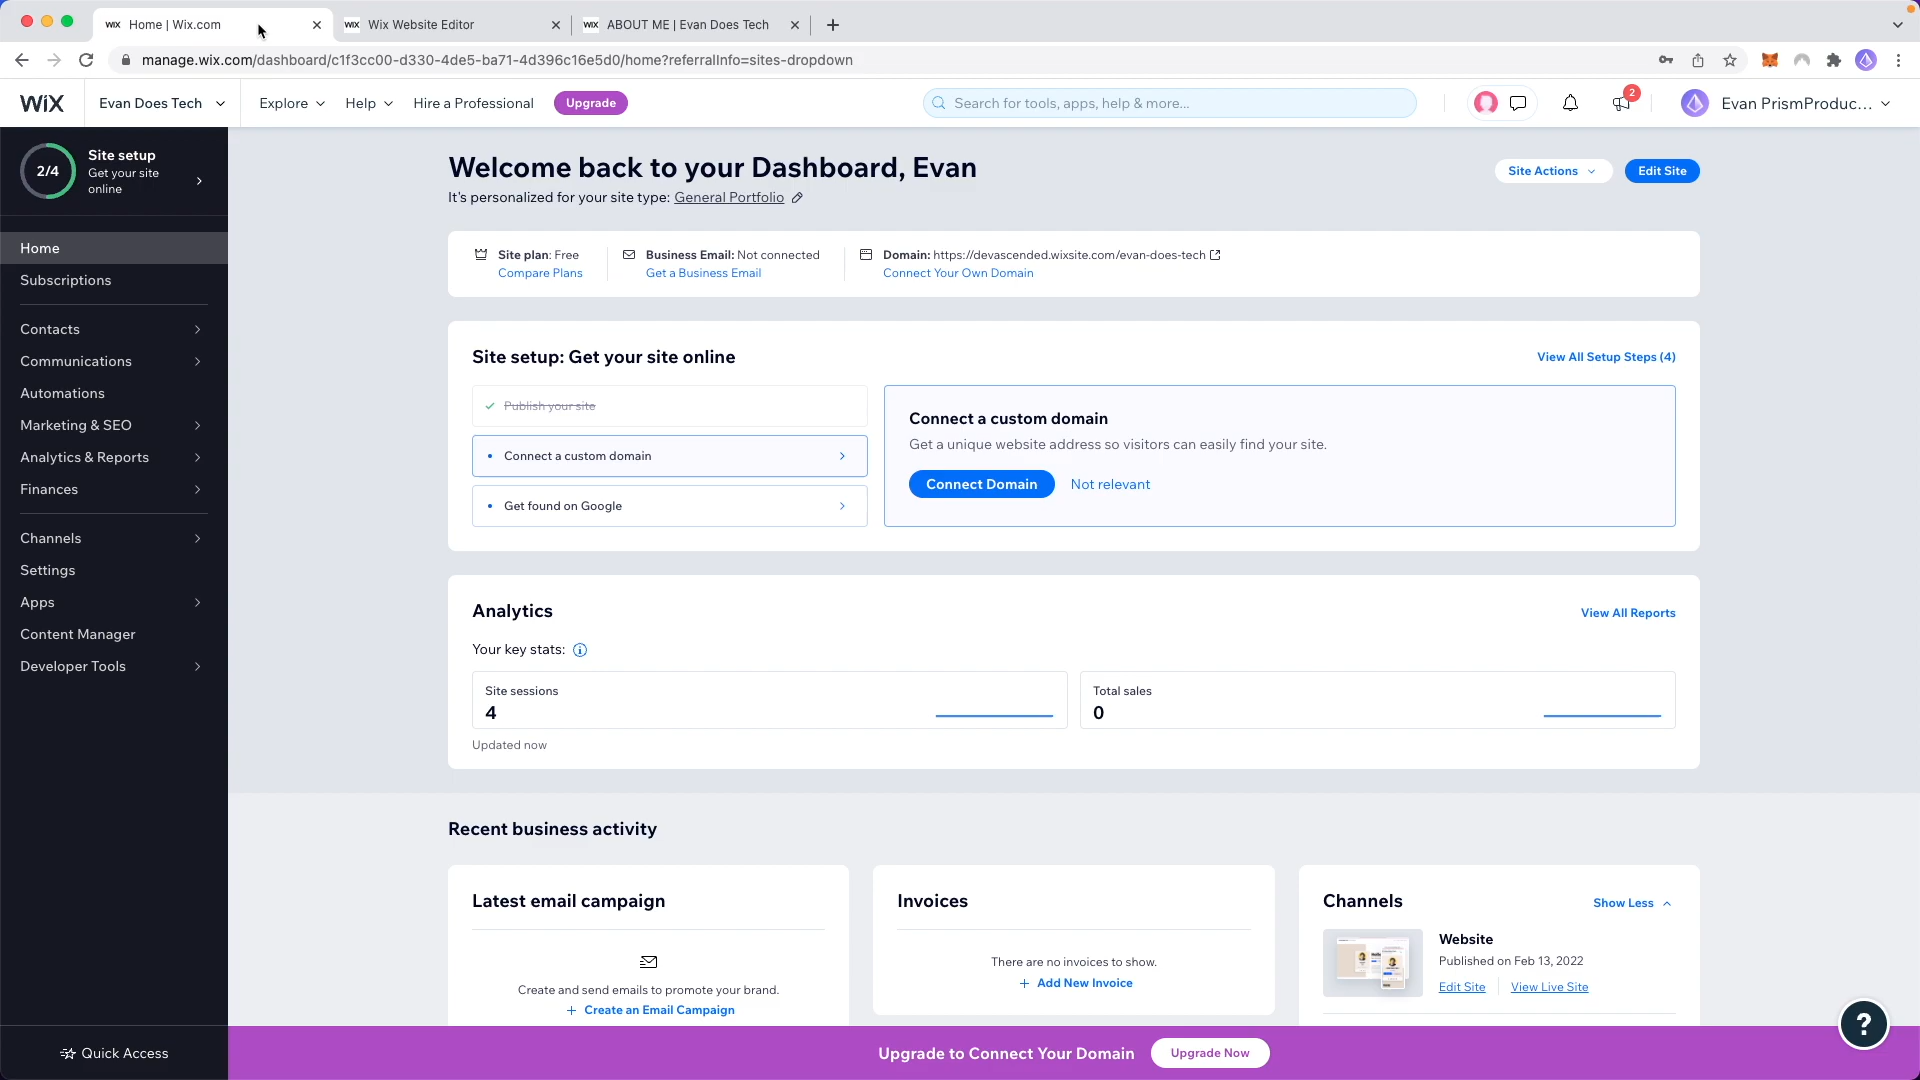 WiX Home | Wix.com
WiX Wix Website Editor
WiX ABOUT ME | Evan Does Tech
manage.wix.com/dashboard/c1f3cc00-d330-4de5-ba71-4d396c16e5d0/home?referralInfo=sites-dropdown
WiX
Evan Does Tech
Explore
Help
Hire a Professional
Upgrade
Search for tools, apps, help & more...
2
Evan PrismProduc...
2/4
Site setup
Get your site
online
Home
Subscriptions
Contacts
Communications
Automations
Marketing & SEO
Analytics & Reports
Finances
Channels
Settings
Apps
Content Manager
Developer Tools
Quick Access
Welcome back to your Dashboard, Evan
It's personalized for your site type: General Portfolio
Site Actions
Edit Site
Site plan: Free
Compare Plans
Business Email: Not connected
Get a Business Email
Domain: https://devascended.wixsite.com/evan-does-tech
Connect Your Own Domain
Site setup: Get your site online
View All Setup Steps (4)
Publish your site
Connect a custom domain
Get found on Google
Connect a custom domain
Get a unique website address so visitors can easily find your site.
Connect Domain
Not relevant
Analytics
View All Reports
Your key stats:
Site sessions
4
Total sales
0
Updated now
Recent business activity
Latest email campaign
Create and send emails to promote your brand.
+ Create an Email Campaign
Invoices
There are no invoices to show.
+ Add New Invoice
Channels
Show Less
Website
Published on Feb 13, 2022
Edit Site
View Live Site
Upgrade to Connect Your Domain
Upgrade Now
?